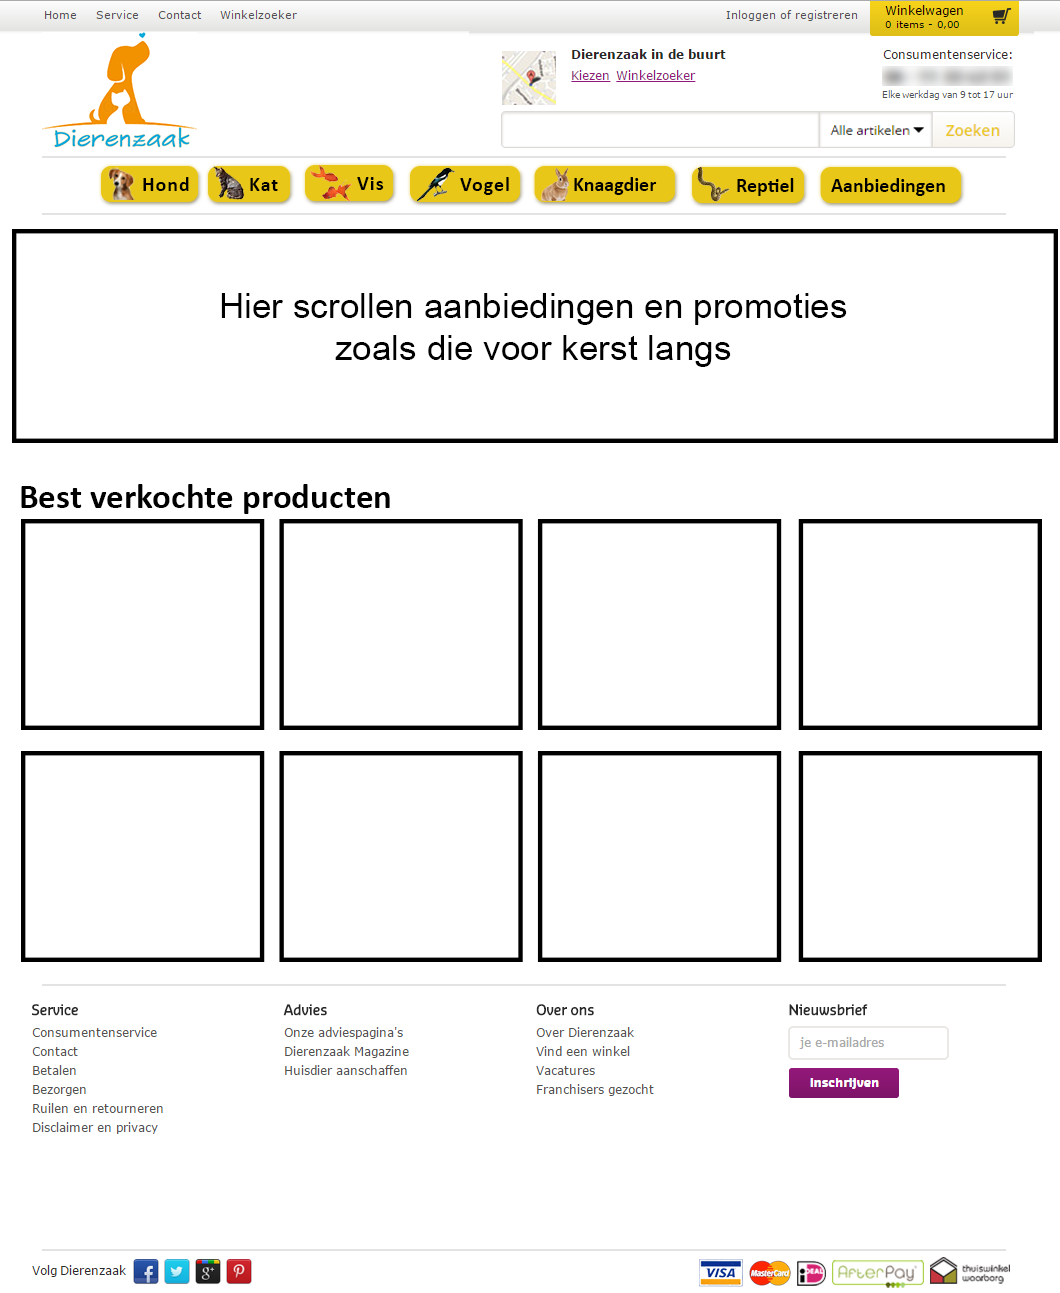 Home Service Contact Winkelzoeker
Inloggen of registreren
Winkelwagen
0 items - 0,00
Dierenzaak
Dierenzaak in de buurt
Kiezen Winkelzoeker
Consumentenservice:
Elke werkdag van 9 tot 17 uur
Alle artikelen
Zoeken
Hond Kat Vis Vogel Knaagdier Reptiel Aanbiedingen
Hier scrollen aanbiedingen en promoties
zoals die voor kerst langs
Best verkochte producten
Service
Consumentenservice
Contact
Betalen
Bezorgen
Ruilen en retourneren
Disclaimer en privacy
Advies
Onze adviespagina's
Dierenzaak Magazine
Huisdier aanschaffen
Over ons
Over Dierenzaak
Vind een winkel
Vacatures
Franchisers gezocht
Nieuwsbrief
je e-mailadres
Inschrijven
Volg Dierenzaak
VISA MasterCard iDEAL AfterPay thuiswinkel
waarborg